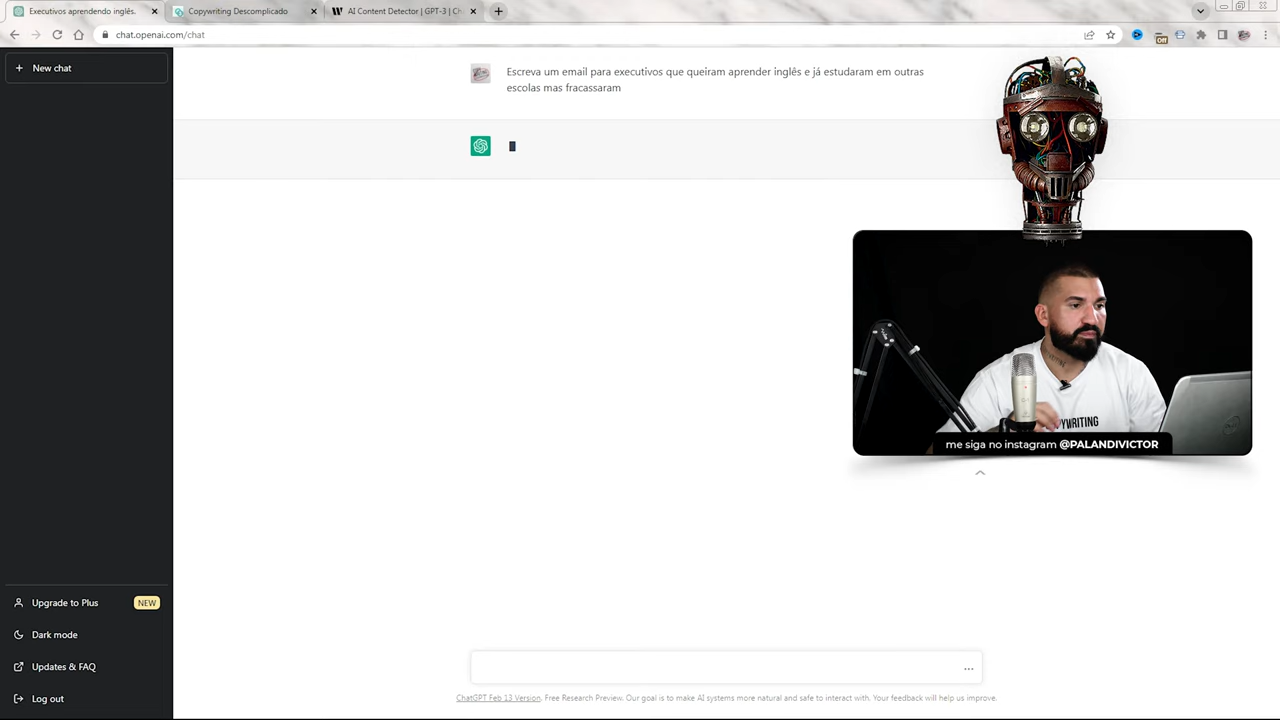 Executivos aprendendo inglês.
Copywriting Descomplicado
AI Content Detector | GPT-3 | Ch
chat.openai.com/chat
Off
New chat
Escreva um email para executivos que queiram aprender inglês e já estudaram em outras
escolas mas fracassaram
PYWRITING
me siga no instagram @PALANDIVICTOR
Upgrade to Plus
NEW
Dark mode
Updates & FAQ
Log out
ChatGPT Feb 13 Version. Free Research Preview. Our goal is to make AI systems more natural and safe to interact with. Your feedback will help us improve.